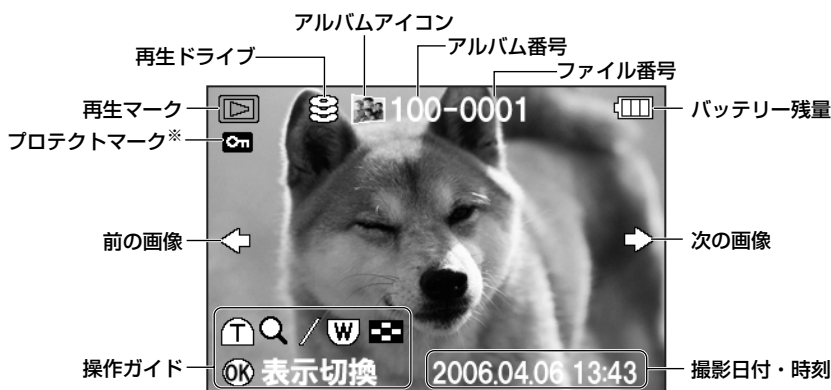 アルバムアイコン
再生ドライブ
アルバム番号
ファイル番号
再生マーク
100-0001
バッテリー残量
プロテクトマーク※
前の画像
次の画像
T / W
操作ガイド
OK 表示切換
2006.04.06 13:43
撮影日付・時刻